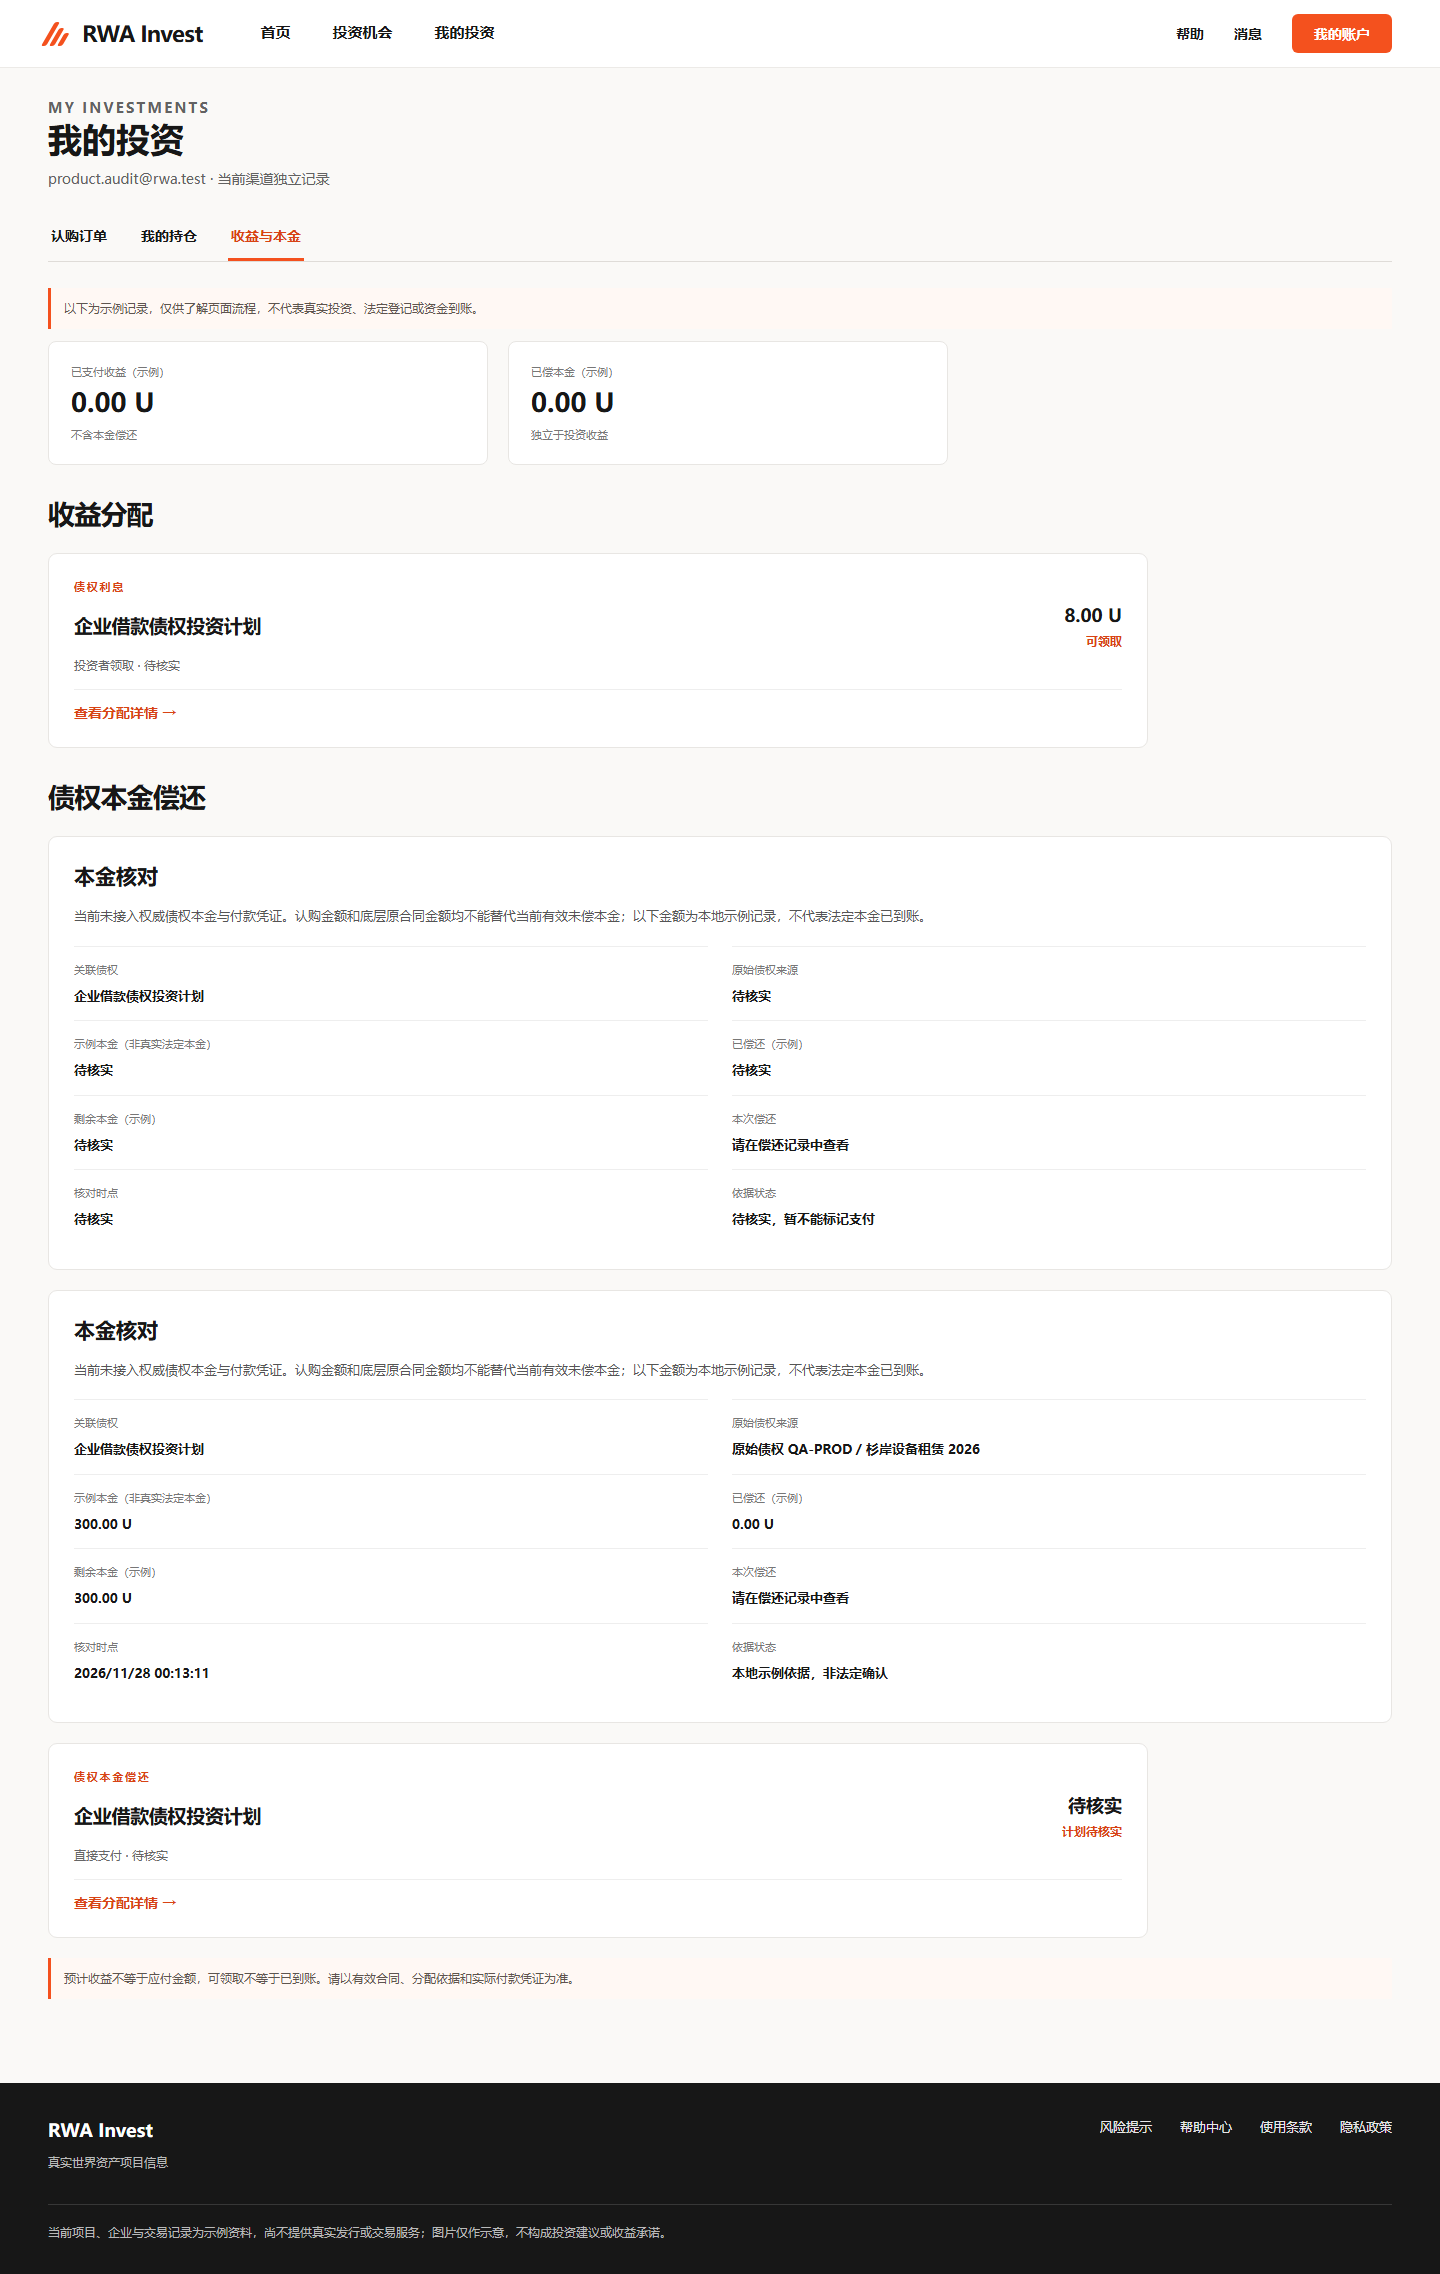 RWA Invest
首页
投资机会
我的投资
帮助
消息
我的账户
MY INVESTMENTS
我的投资
product.audit@rwa.test · 当前渠道独立记录
认购订单
我的持仓
收益与本金
以下为示例记录，仅供了解页面流程，不代表真实投资、法定登记或资金到账。
已支付收益（示例）
0.00 U
不含本金偿还
已偿本金（示例）
0.00 U
独立于投资收益
收益分配
债权利息
企业借款债权投资计划
投资者领取 · 待核实
8.00 U
可领取
查看分配详情 →
债权本金偿还
本金核对
当前未接入权威债权本金与付款凭证。认购金额和底层原合同金额均不能替代当前有效未偿本金；以下金额为本地示例记录，不代表法定本金已到账。
关联债权
企业借款债权投资计划
原始债权来源
待核实
示例本金（非真实法定本金）
待核实
已偿还（示例）
待核实
剩余本金（示例）
待核实
本次偿还
请在偿还记录中查看
核对时点
待核实
依据状态
待核实，暂不能标记支付
本金核对
当前未接入权威债权本金与付款凭证。认购金额和底层原合同金额均不能替代当前有效未偿本金；以下金额为本地示例记录，不代表法定本金已到账。
关联债权
企业借款债权投资计划
原始债权来源
原始债权 QA-PROD / 杉岸设备租赁 2026
示例本金（非真实法定本金）
300.00 U
已偿还（示例）
0.00 U
剩余本金（示例）
300.00 U
本次偿还
请在偿还记录中查看
核对时点
2026/11/28 00:13:11
依据状态
本地示例依据，非法定确认
债权本金偿还
企业借款债权投资计划
直接支付 · 待核实
待核实
计划待核实
查看分配详情 →
预计收益不等于应付金额，可领取不等于已到账。请以有效合同、分配依据和实际付款凭证为准。
RWA Invest
真实世界资产项目信息
风险提示
帮助中心
使用条款
隐私政策
当前项目、企业与交易记录为示例资料，尚不提供真实发行或交易服务；图片仅作示意，不构成投资建议或收益承诺。